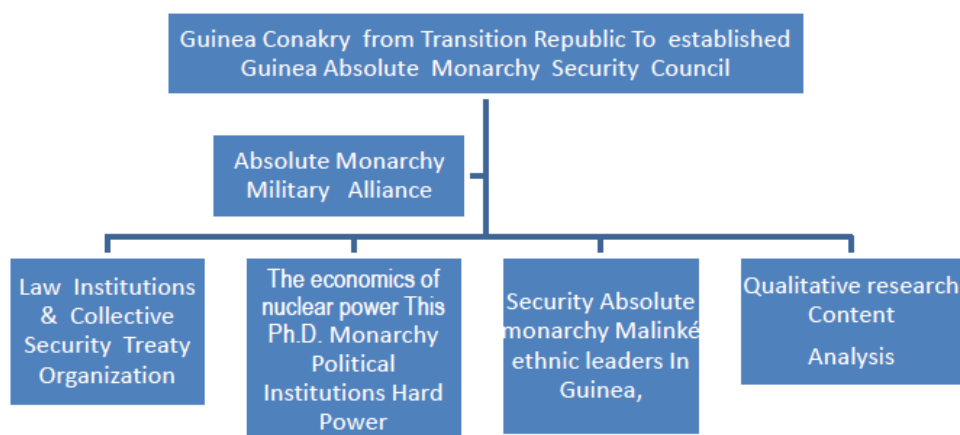 Guinea Conakry from Transition Republic To established
Guinea Absolute Monarchy Security Council
Absolute Monarchy
Military Alliance
Law Institutions
& Collective
Security Treaty
Organization
The economics of
nuclear power This
Ph.D. Monarchy
Political
Institutions Hard
Power
Security Absolute
monarchy Malinké
ethnic leaders In
Guinea,
Qualitative research
Content
Analysis